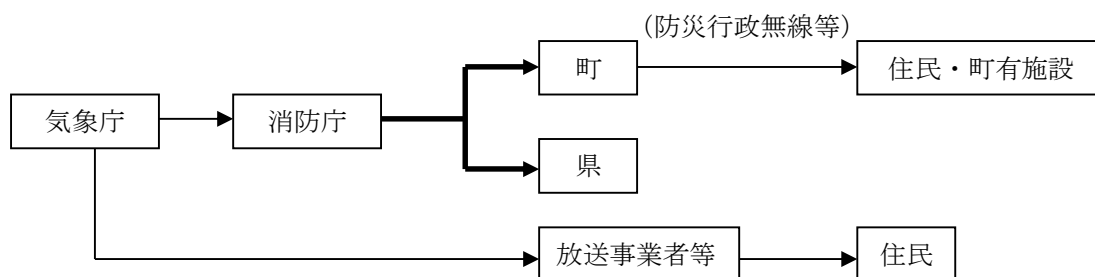 (防災行政無線等)
町
住民・町有施設
気象庁
消防庁
県
放送事業者等
住民